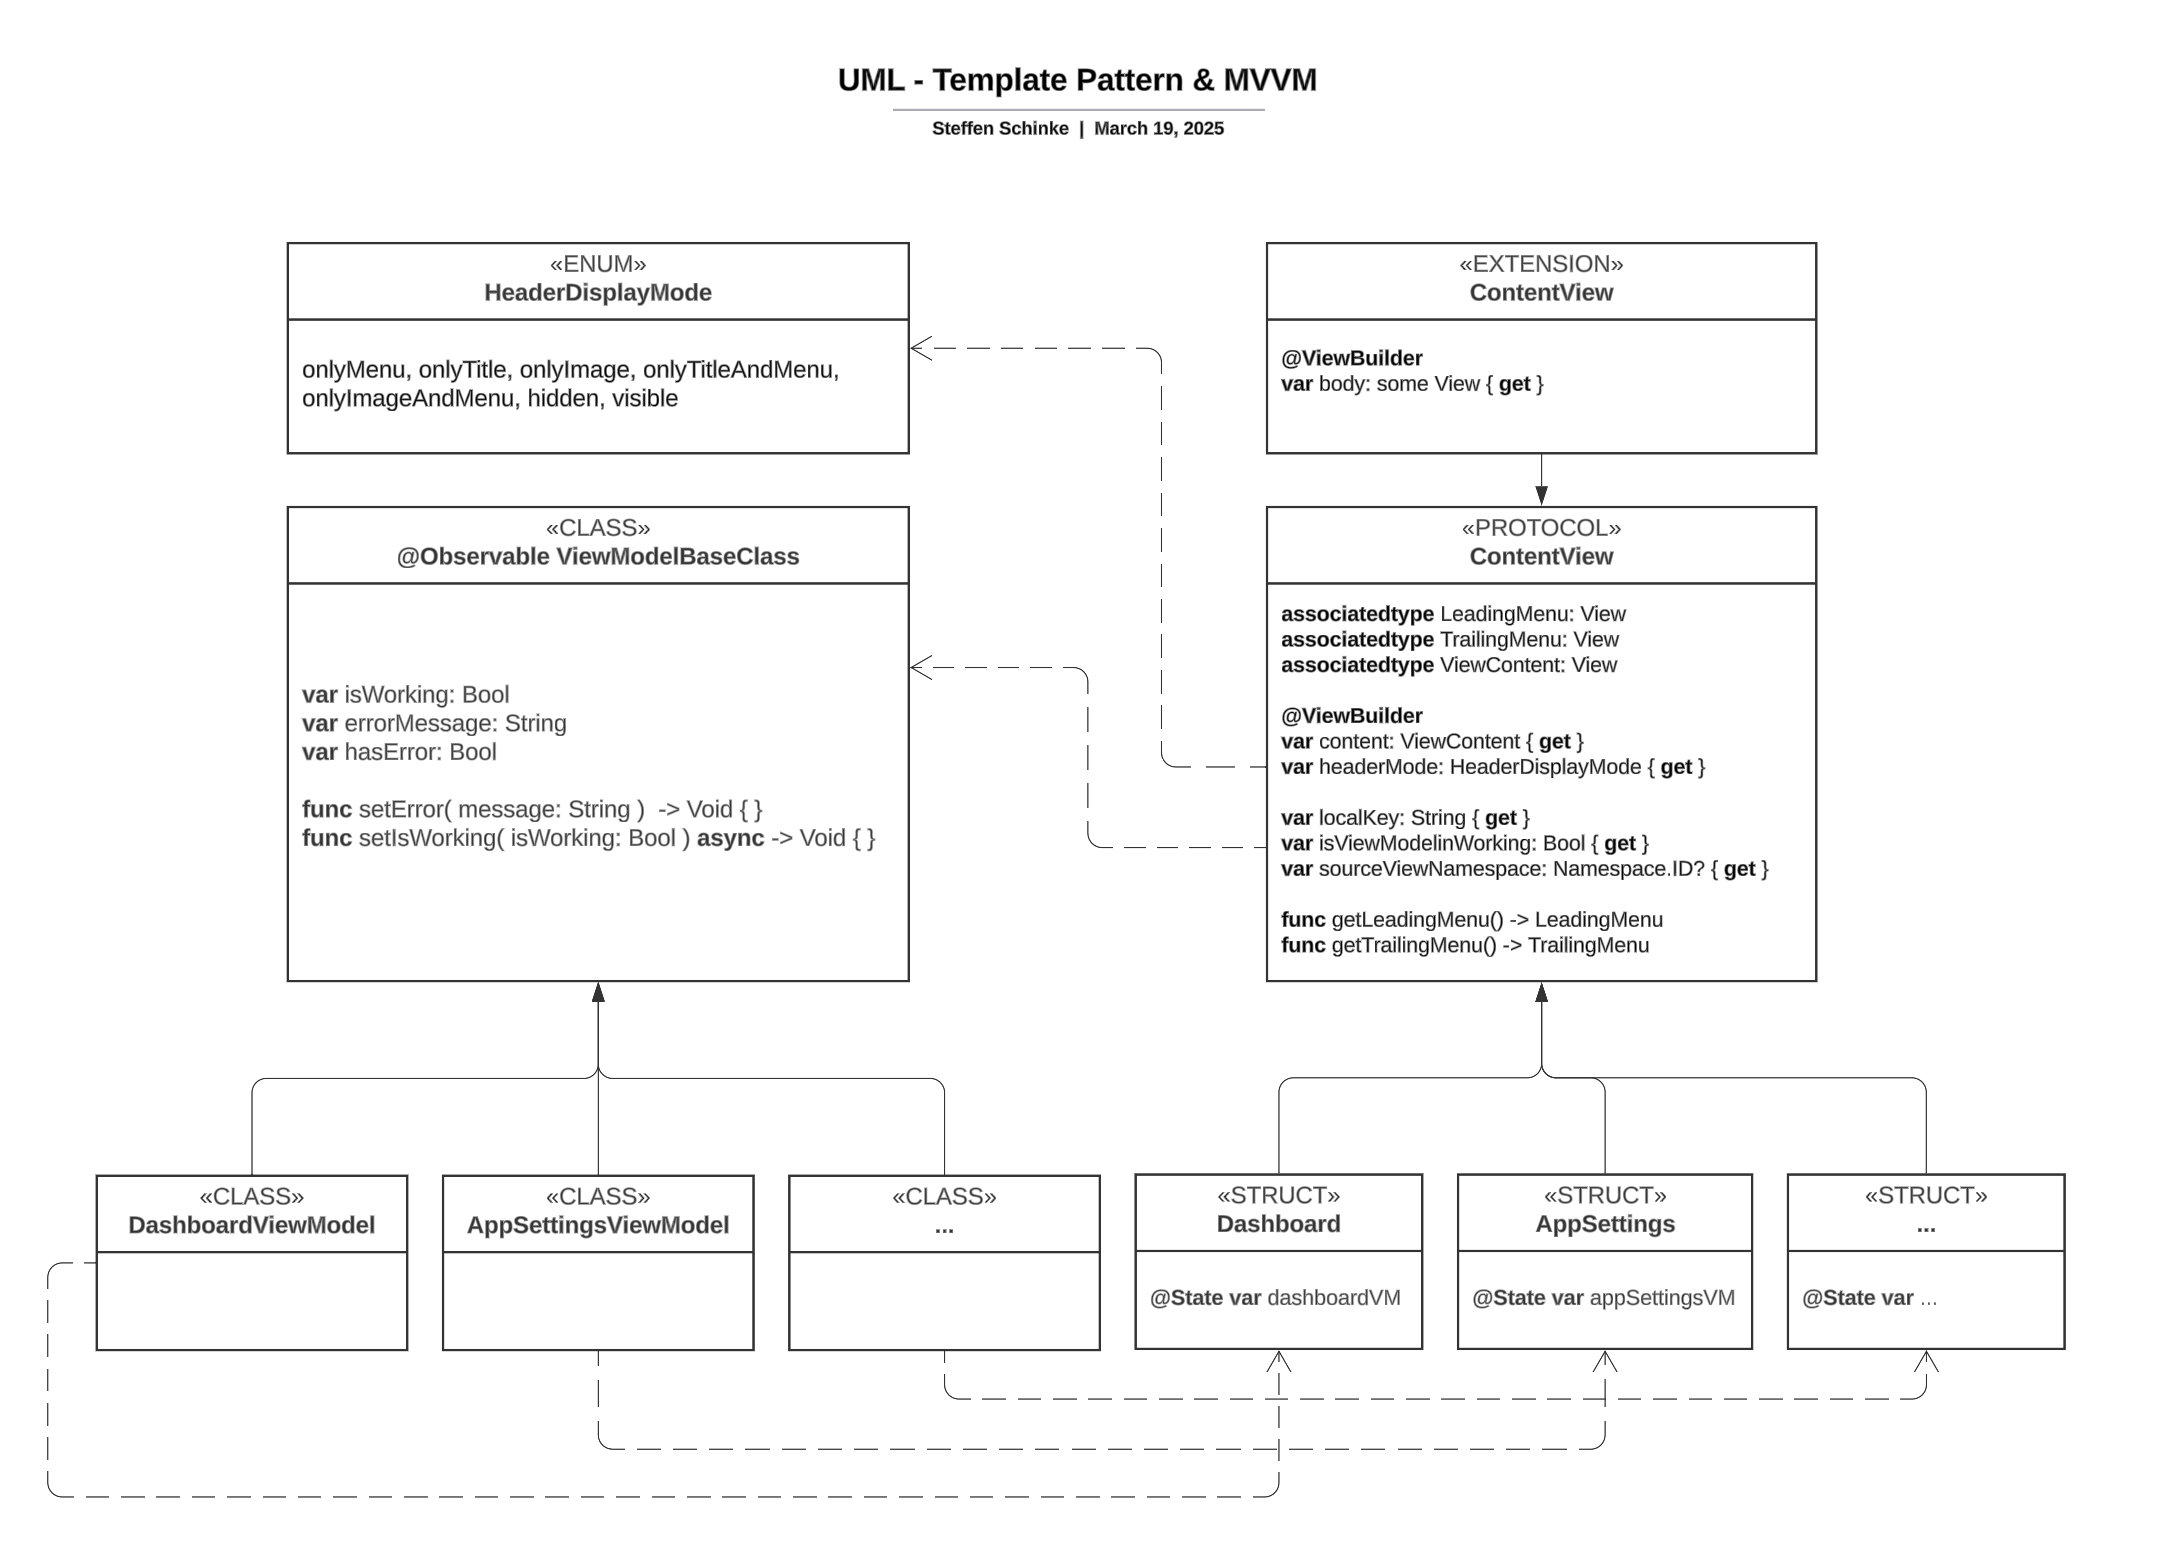 UML - Template Pattern & MVVM
Steffen Schinke | March 19, 2025
«ENUM»
HeaderDisplayMode
onlyMenu, onlyTitle, onlyImage, onlyTitleAndMenu,
onlyImageAndMenu, hidden, visible
«EXTENSION»
ContentView
@ViewBuilder
var body: some View { get }
«CLASS»
@Observable ViewModelBaseClass
var isWorking: Bool
var errorMessage: String
var hasError: Bool
func setError( message: String ) -> Void { }
func setIsWorking( isWorking: Bool ) async -> Void { }
«PROTOCOL»
ContentView
associatedtype LeadingMenu: View
associatedtype TrailingMenu: View
associatedtype ViewContent: View
@ViewBuilder
var content: ViewContent { get }
var headerMode: HeaderDisplayMode { get }
var localKey: String { get }
var isViewModelinWorking: Bool { get }
var sourceViewNamespace: Namespace.ID? { get }
func getLeadingMenu() -> LeadingMenu
func getTrailingMenu() -> TrailingMenu
«CLASS»
DashboardViewModel
«CLASS»
AppSettingsViewModel
«CLASS»
...
«STRUCT»
Dashboard
@State var dashboardVM
«STRUCT»
AppSettings
@State var appSettingsVM
«STRUCT»
...
@State var ...